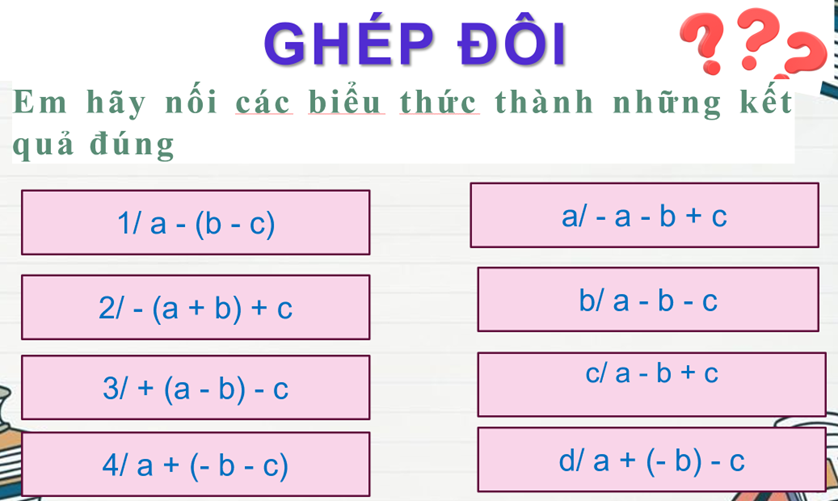 GHÉP ĐÔI
Em hãy nối các biểu thức thành những kết
quả đúng
1/ a - (b - c)
a/ - a - b + c
2/ - (a + b) + c
b/ a - b - c
3/ + (a - b) - c
c/ a - b + c
4/ a + (- b - c)
d/ a + (- b) - c